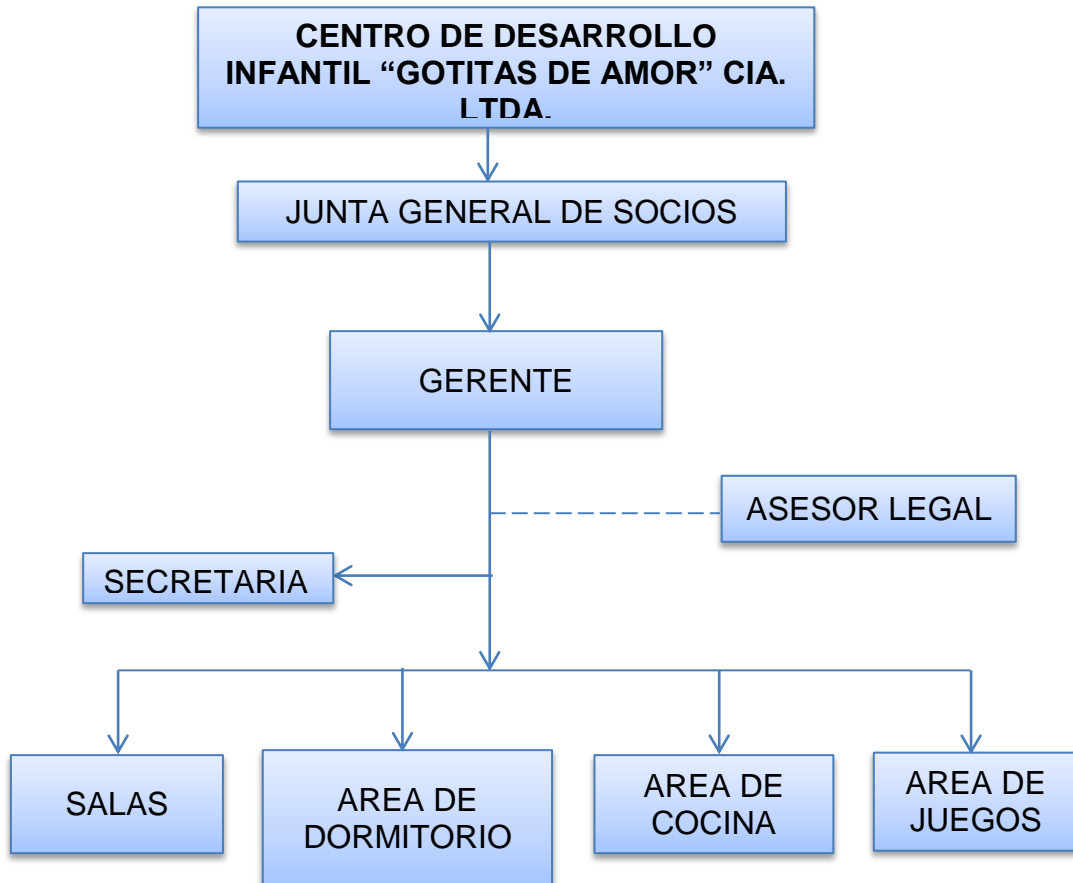 CENTRO DE DESARROLLO
INFANTIL “GOTITAS DE AMOR” CIA.
LTDA.
JUNTA GENERAL DE SOCIOS
GERENTE
ASESOR LEGAL
SECRETARIA
SALAS
AREA DE
DORMITORIO
AREA DE
COCINA
AREA DE
JUEGOS